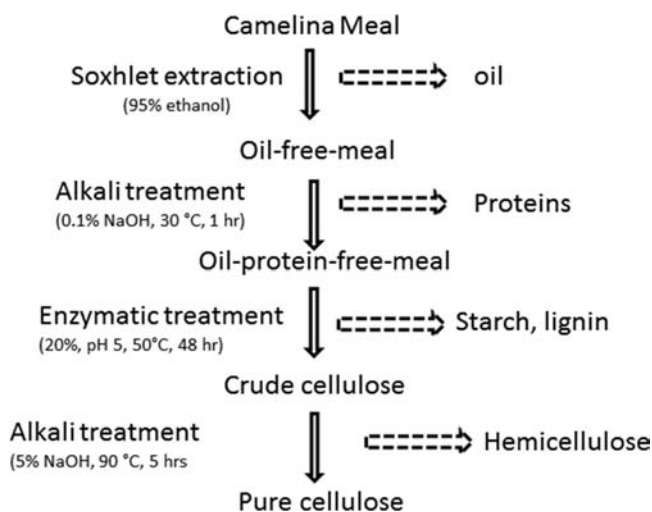 Camelina Meal
Soxhlet extraction
(95% ethanol)
oil
Oil-free-meal
Alkali treatment
(0.1% NaOH, 30 °C, 1 hr)
Proteins
Oil-protein-free-meal
Enzymatic treatment
(20%, pH 5, 50°C, 48 hr)
Starch, lignin
Crude cellulose
Alkali treatment
(5% NaOH, 90 °C, 5 hrs
Hemicellulose
Pure cellulose